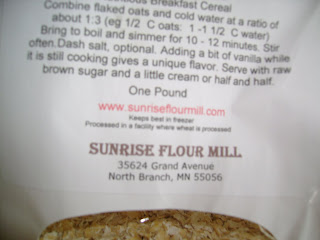 Breakfast Cereal
Combine flaked oats and cold water at a ratio of
about 1:3 (eg 1/2 C oats: 1 -1 1/2 C water)
Bring to boil and simmer for 10 - 12 minutes. Stir
often.Dash salt, optional. Adding a bit of vanilla while
it is still cooking gives a unique flavor. Serve with raw
brown sugar and a little cream or half and half.
One Pound
www.sunriseflourmill.com
Keeps best in freezer
Processed in a facility where wheat is processed
SUNRISE FLOUR MILL
35624 Grand Avenue
North Branch, MN 55056